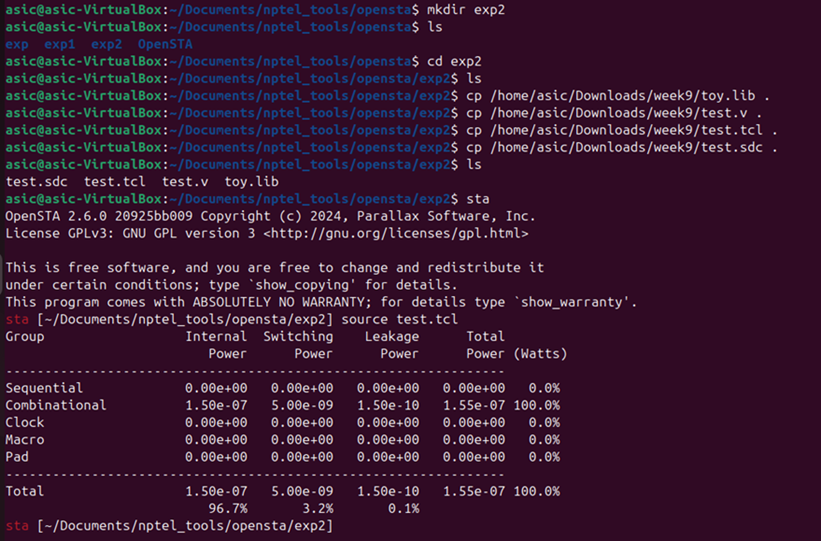 asic@asic-VirtualBox:~/Documents/nptel_tools/opensta$ mkdir exp2
asic@asic-VirtualBox:~/Documents/nptel_tools/opensta$ ls
exp  exp1  exp2  OpenSTA
asic@asic-VirtualBox:~/Documents/nptel_tools/opensta$ cd exp2
asic@asic-VirtualBox:~/Documents/nptel_tools/opensta/exp2$ ls
asic@asic-VirtualBox:~/Documents/nptel_tools/opensta/exp2$ cp /home/asic/Downloads/week9/toy.lib .
asic@asic-VirtualBox:~/Documents/nptel_tools/opensta/exp2$ cp /home/asic/Downloads/week9/test.v .
asic@asic-VirtualBox:~/Documents/nptel_tools/opensta/exp2$ cp /home/asic/Downloads/week9/test.tcl .
asic@asic-VirtualBox:~/Documents/nptel_tools/opensta/exp2$ cp /home/asic/Downloads/week9/test.sdc .
asic@asic-VirtualBox:~/Documents/nptel_tools/opensta/exp2$ ls
test.sdc  test.tcl  test.v  toy.lib
asic@asic-VirtualBox:~/Documents/nptel_tools/opensta/exp2$ sta
OpenSTA 2.6.0 20925bb009 Copyright (c) 2024, Parallax Software, Inc.
License GPLv3: GNU GPL version 3 <http://gnu.org/licenses/gpl.html>

This is free software, and you are free to change and redistribute it
under certain conditions; type `show_copying' for details.
This program comes with ABSOLUTELY NO WARRANTY; for details type `show_warranty'.
sta [~/Documents/nptel_tools/opensta/exp2] source test.tcl
Group                  Internal  Switching    Leakage      Total
                          Power      Power      Power      Power (Watts)
----------------------------------------------------------------
Sequential             0.00e+00   0.00e+00   0.00e+00   0.00e+00   0.0%
Combinational          1.50e-07   5.00e-09   1.50e-10   1.55e-07 100.0%
Clock                  0.00e+00   0.00e+00   0.00e+00   0.00e+00   0.0%
Macro                  0.00e+00   0.00e+00   0.00e+00   0.00e+00   0.0%
Pad                    0.00e+00   0.00e+00   0.00e+00   0.00e+00   0.0%
----------------------------------------------------------------
Total                  1.50e-07   5.00e-09   1.50e-10   1.55e-07 100.0%
                          96.7%       3.2%       0.1%
sta [~/Documents/nptel_tools/opensta/exp2]